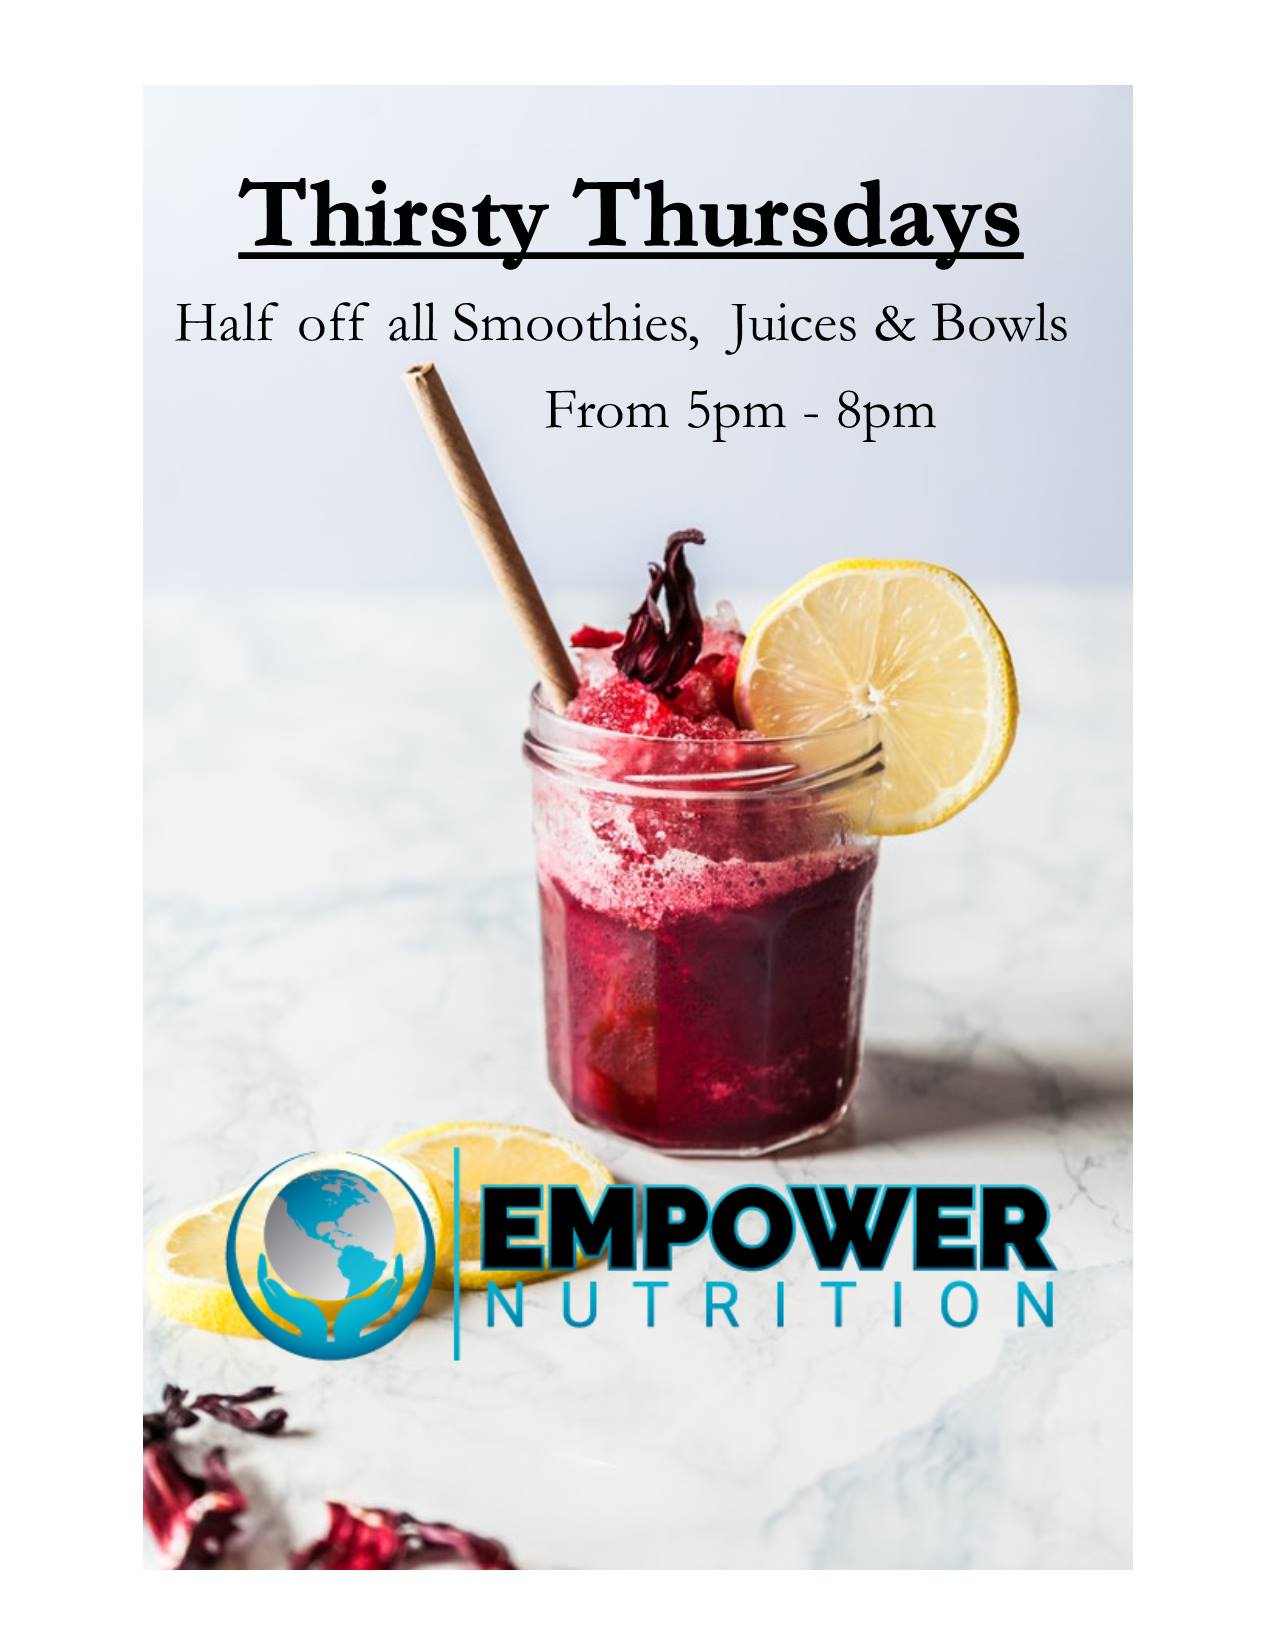 Thirsty Thursdays
Half off all Smoothies, Juices & Bowls
From 5pm - 8pm
EMPOWER
NUTRITION